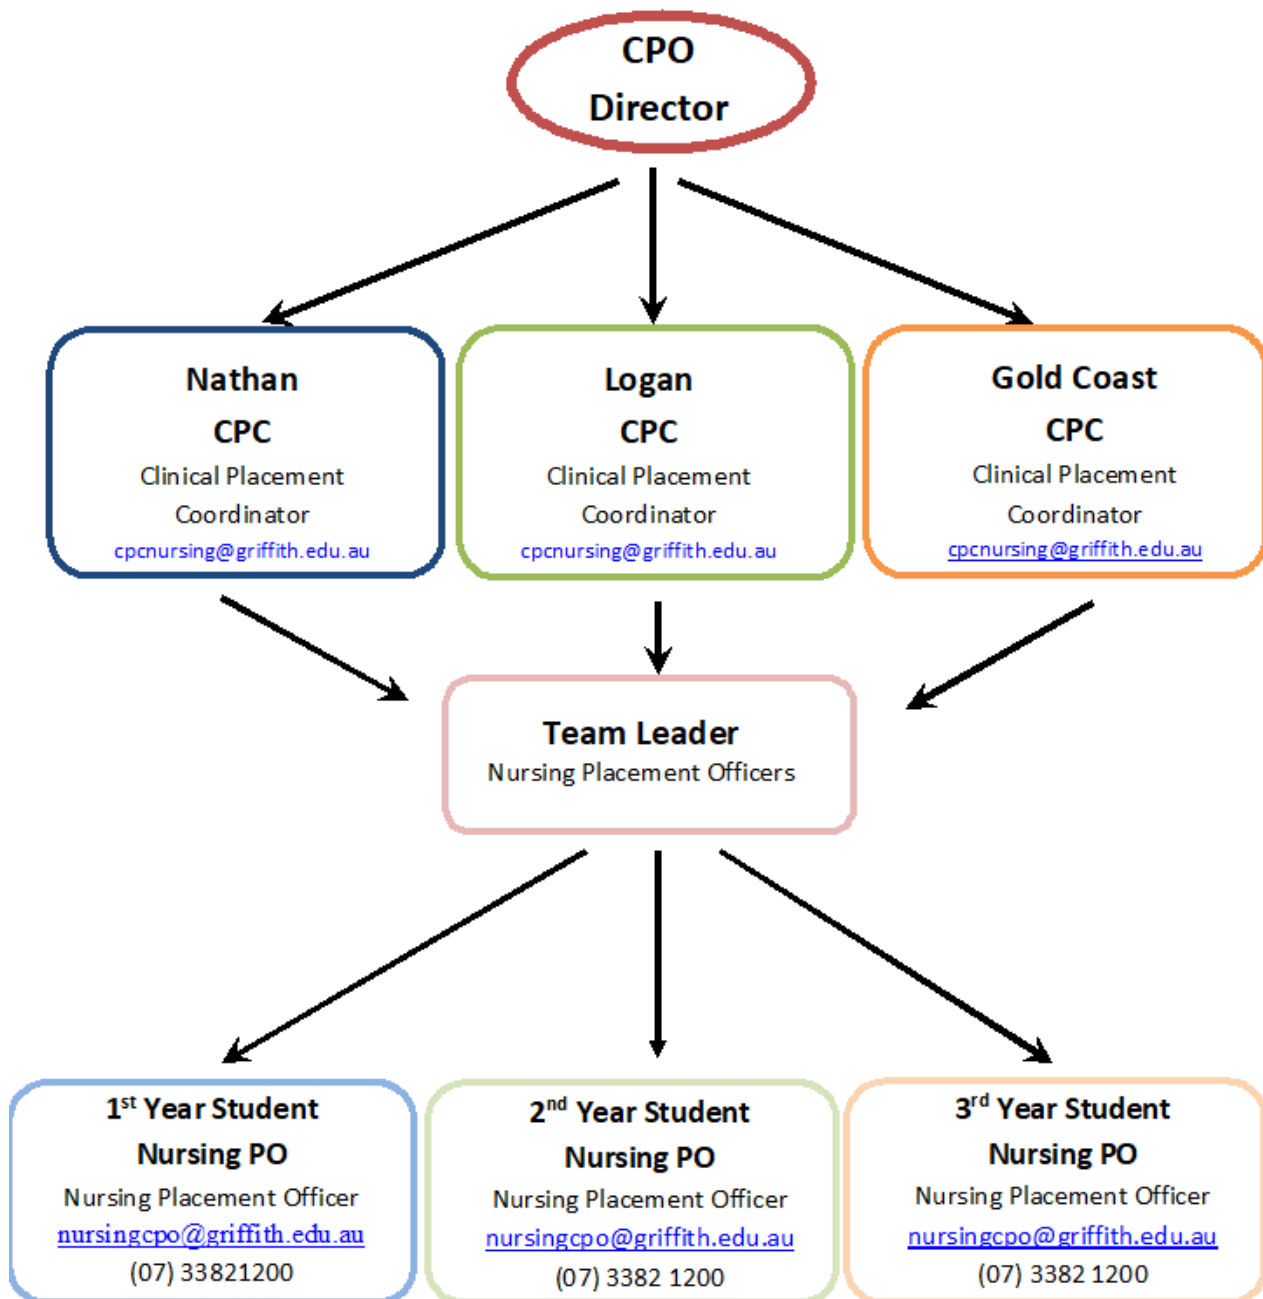 CPO
Director
Nathan
CPC
Clinical Placement
Coordinator
cpcnursing@griffith.edu.au
Logan
CPC
Clinical Placement
Coordinator
cpcnursing@griffith.edu.au
Gold Coast
CPC
Clinical Placement
Coordinator
cpcnursing@griffith.edu.au
Team Leader
Nursing Placement Officers
1st Year Student
Nursing PO
Nursing Placement Officer
nursingcpo@griffith.edu.au
(07) 33821200
2nd Year Student
Nursing PO
Nursing Placement Officer
nursingcpo@griffith.edu.au
(07) 3382 1200
3rd Year Student
Nursing PO
Nursing Placement Officer
nursingcpo@griffith.edu.au
(07) 3382 1200